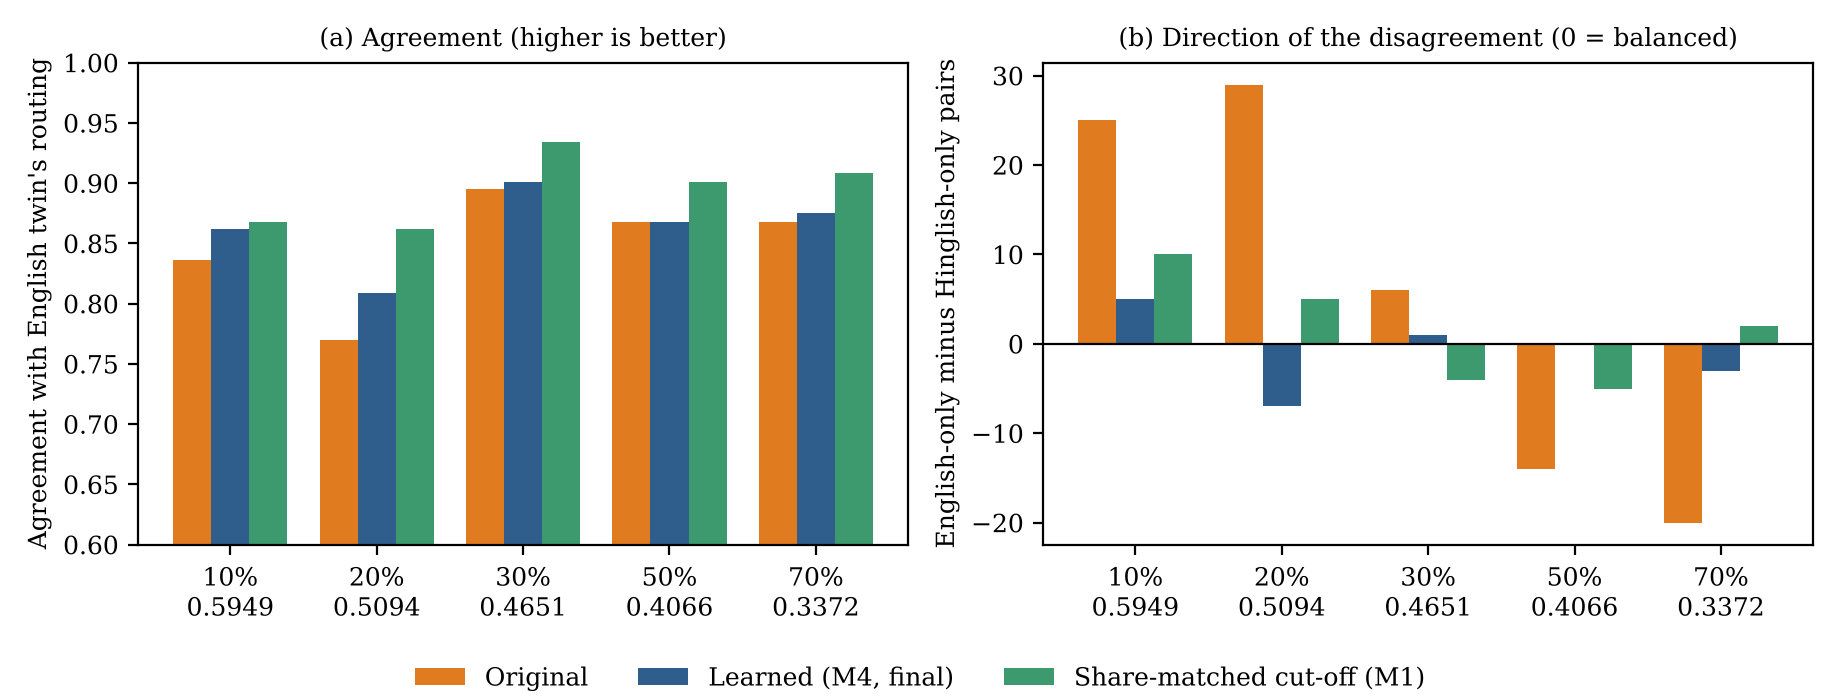 (a) Agreement (higher is better)
Agreement with English twin's routing
1.00
0.95
0.90
0.85
0.80
0.75
0.70
0.65
0.60
10% 20% 30% 50% 70%
0.5949 0.5094 0.4651 0.4066 0.3372
(b) Direction of the disagreement (0 = balanced)
English-only minus Hinglish-only pairs
30
20
10
0
−10
−20
10% 20% 30% 50% 70%
0.5949 0.5094 0.4651 0.4066 0.3372
Original Learned (M4, final) Share-matched cut-off (M1)